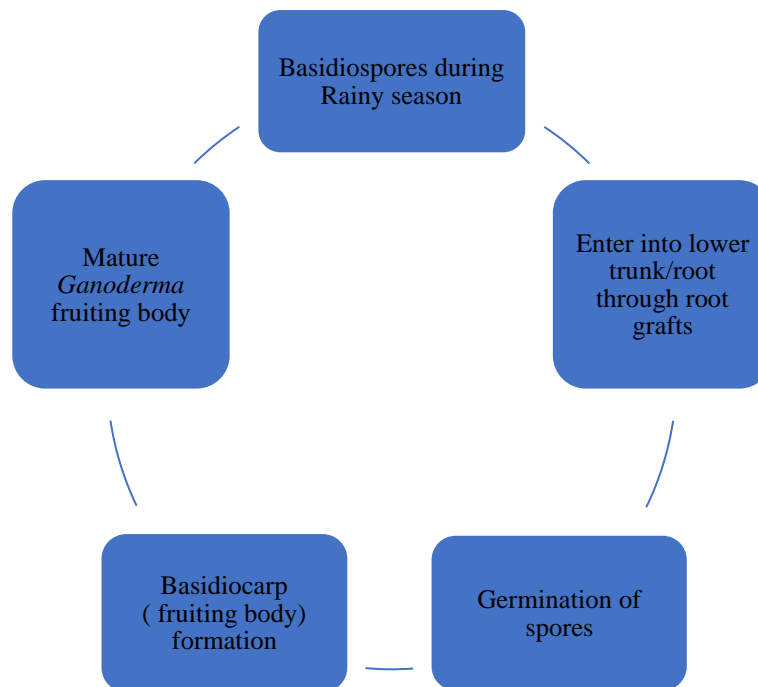 Basidiospores during
Rainy season
Enter into lower
trunk/root
through root
grafts
Germination of
spores
Basidiocarp
( fruiting body)
formation
Mature
Ganoderma
fruiting body